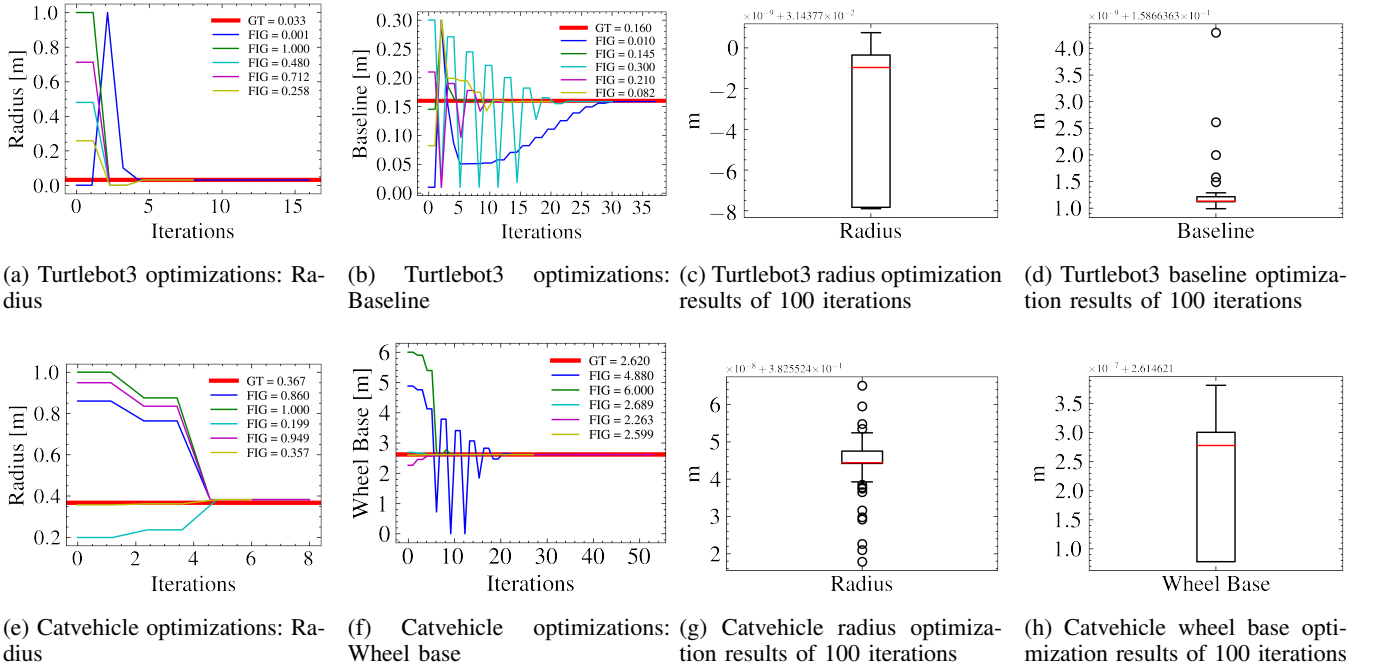 GT = 0.033
FIG = 0.001
FIG = 1.000
FIG = 0.480
FIG = 0.712
FIG = 0.258
Radius [m]
1.0
0.8
0.6
0.4
0.2
0.0
0
5
10
15
Iterations
(a) Turtlebot3 optimizations: Ra-
dius
GT = 0.160
FIG = 0.010
FIG = 0.145
FIG = 0.300
FIG = 0.210
FIG = 0.082
Baseline [m]
0.30
0.25
0.20
0.15
0.10
0.05
0.00
0
5
10
15
20
25
30
35
Iterations
(b) Turtlebot3 optimizations:
Baseline
×10⁻⁹ + 3.14377×10⁻²
m
0
−2
−4
−6
−8
Radius
(c) Turtlebot3 radius optimization
results of 100 iterations
×10⁻⁹ + 1.5866363×10⁻¹
m
4.0
3.5
3.0
2.5
2.0
1.5
1.0
Baseline
(d) Turtlebot3 baseline optimiza-
tion results of 100 iterations
GT = 0.367
FIG = 0.860
FIG = 1.000
FIG = 0.199
FIG = 0.949
FIG = 0.357
Radius [m]
1.0
0.8
0.6
0.4
0.2
0
2
4
6
8
Iterations
(e) Catvehicle optimizations: Ra-
dius
GT = 2.620
FIG = 4.880
FIG = 6.000
FIG = 2.689
FIG = 2.263
FIG = 2.599
Wheel Base [m]
6
5
4
3
2
1
0
0
10
20
30
40
50
Iterations
(f) Catvehicle optimizations:
Wheel base
×10⁻⁸ + 3.825524×10⁻¹
m
6
5
4
3
2
Radius
(g) Catvehicle radius optimiza-
tion results of 100 iterations
×10⁻⁷ + 2.614621
m
3.5
3.0
2.5
2.0
1.5
1.0
Wheel Base
(h) Catvehicle wheel base opti-
mization results of 100 iterations